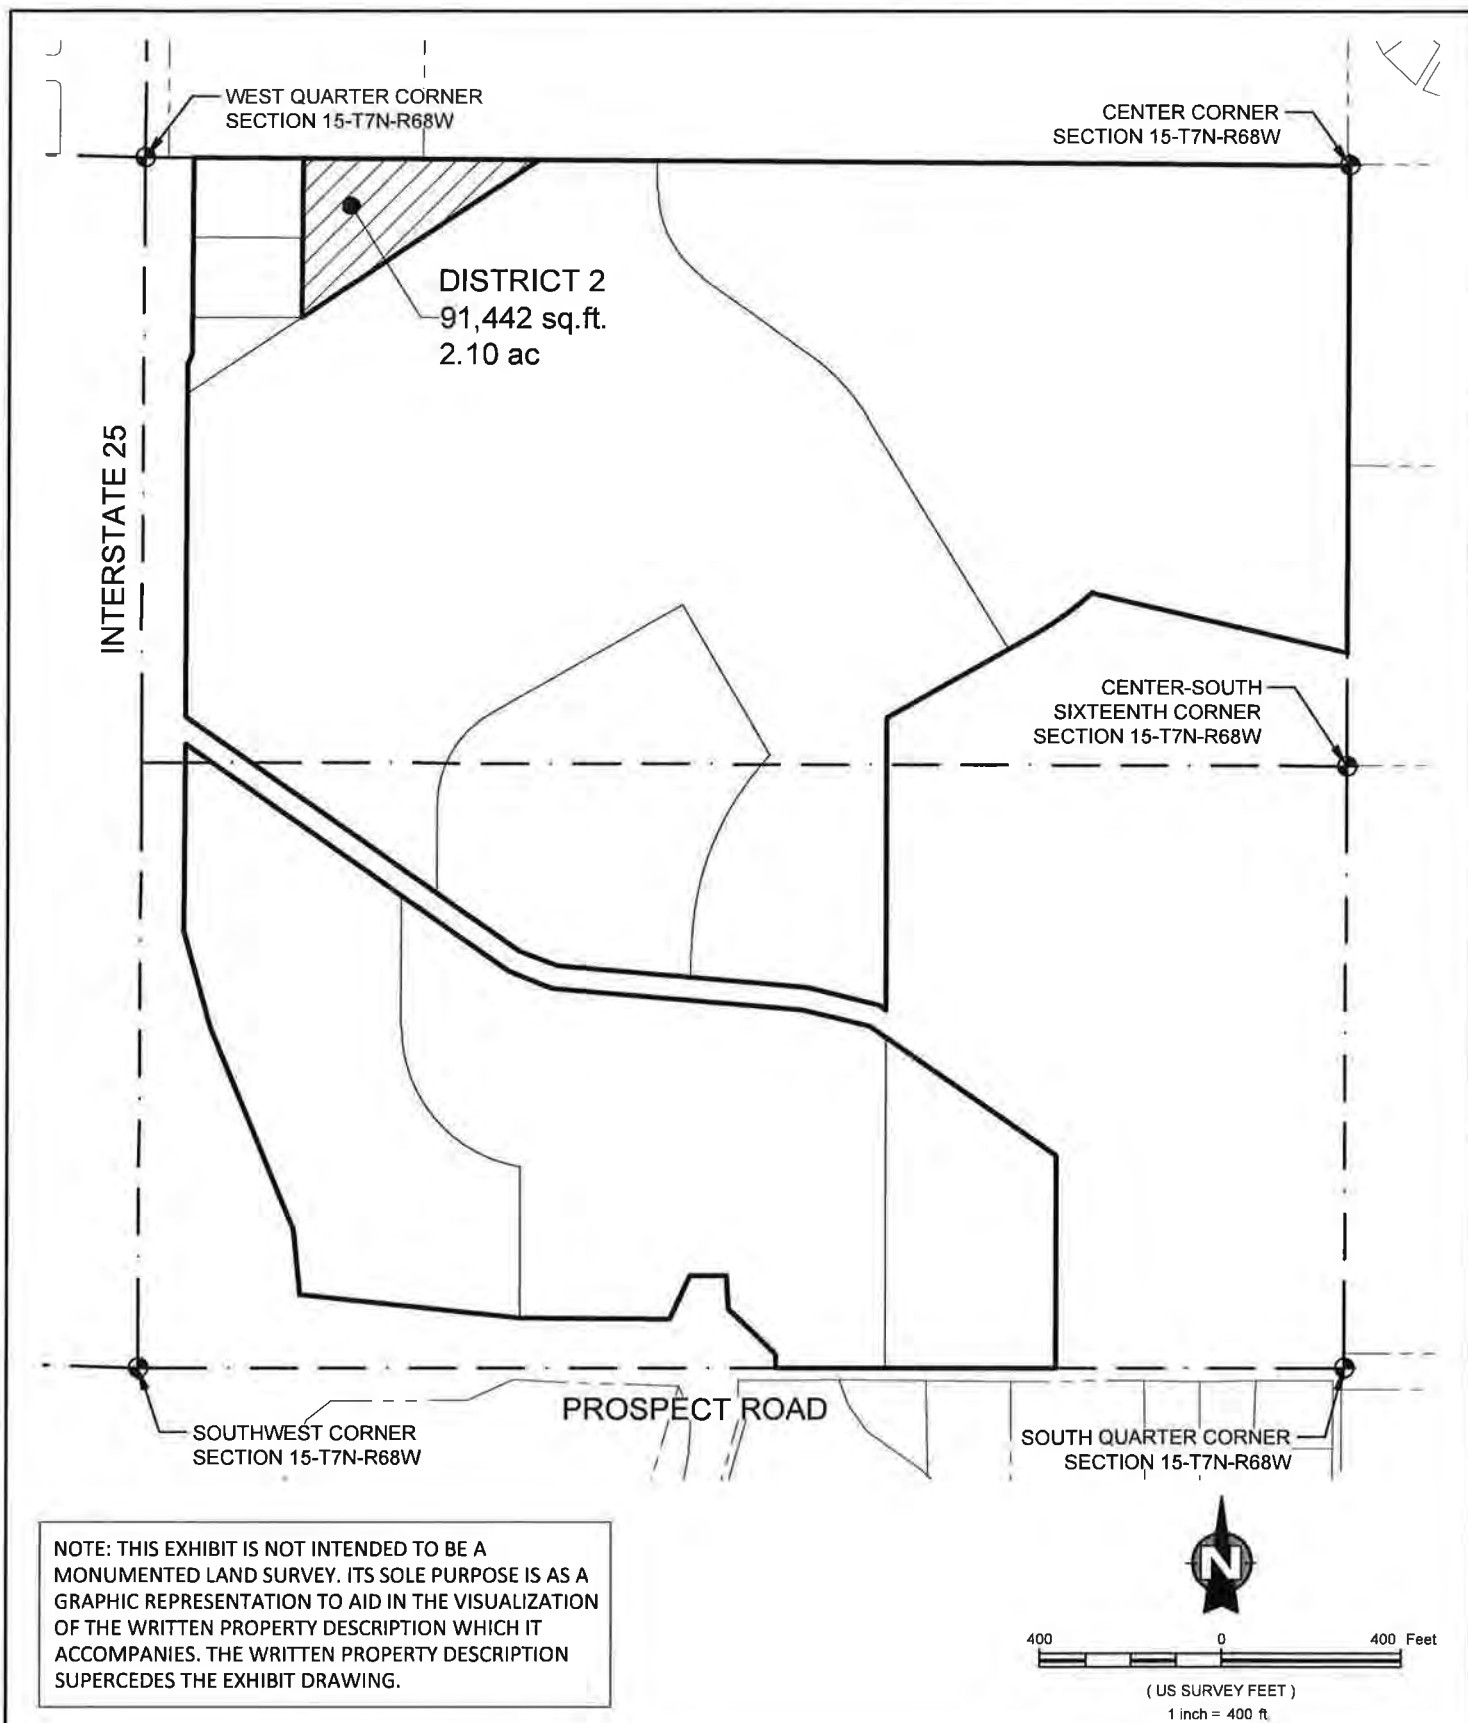 WEST QUARTER CORNER
SECTION 15-T7N-R68W
CENTER CORNER
SECTION 15-T7N-R68W
DISTRICT 2
91,442 sq.ft.
2.10 ac
INTERSTATE 25
CENTER-SOUTH
SIXTEENTH CORNER
SECTION 15-T7N-R68W
PROSPECT ROAD
SOUTHWEST CORNER
SECTION 15-T7N-R68W
SOUTH QUARTER CORNER
SECTION 15-T7N-R68W
NOTE: THIS EXHIBIT IS NOT INTENDED TO BE A
MONUMENTED LAND SURVEY. ITS SOLE PURPOSE IS AS A
GRAPHIC REPRESENTATION TO AID IN THE VISUALIZATION
OF THE WRITTEN PROPERTY DESCRIPTION WHICH IT
ACCOMPANIES. THE WRITTEN PROPERTY DESCRIPTION
SUPERCEDES THE EXHIBIT DRAWING.
N
400 0 400 Feet
( US SURVEY FEET )
1 inch = 400 ft.